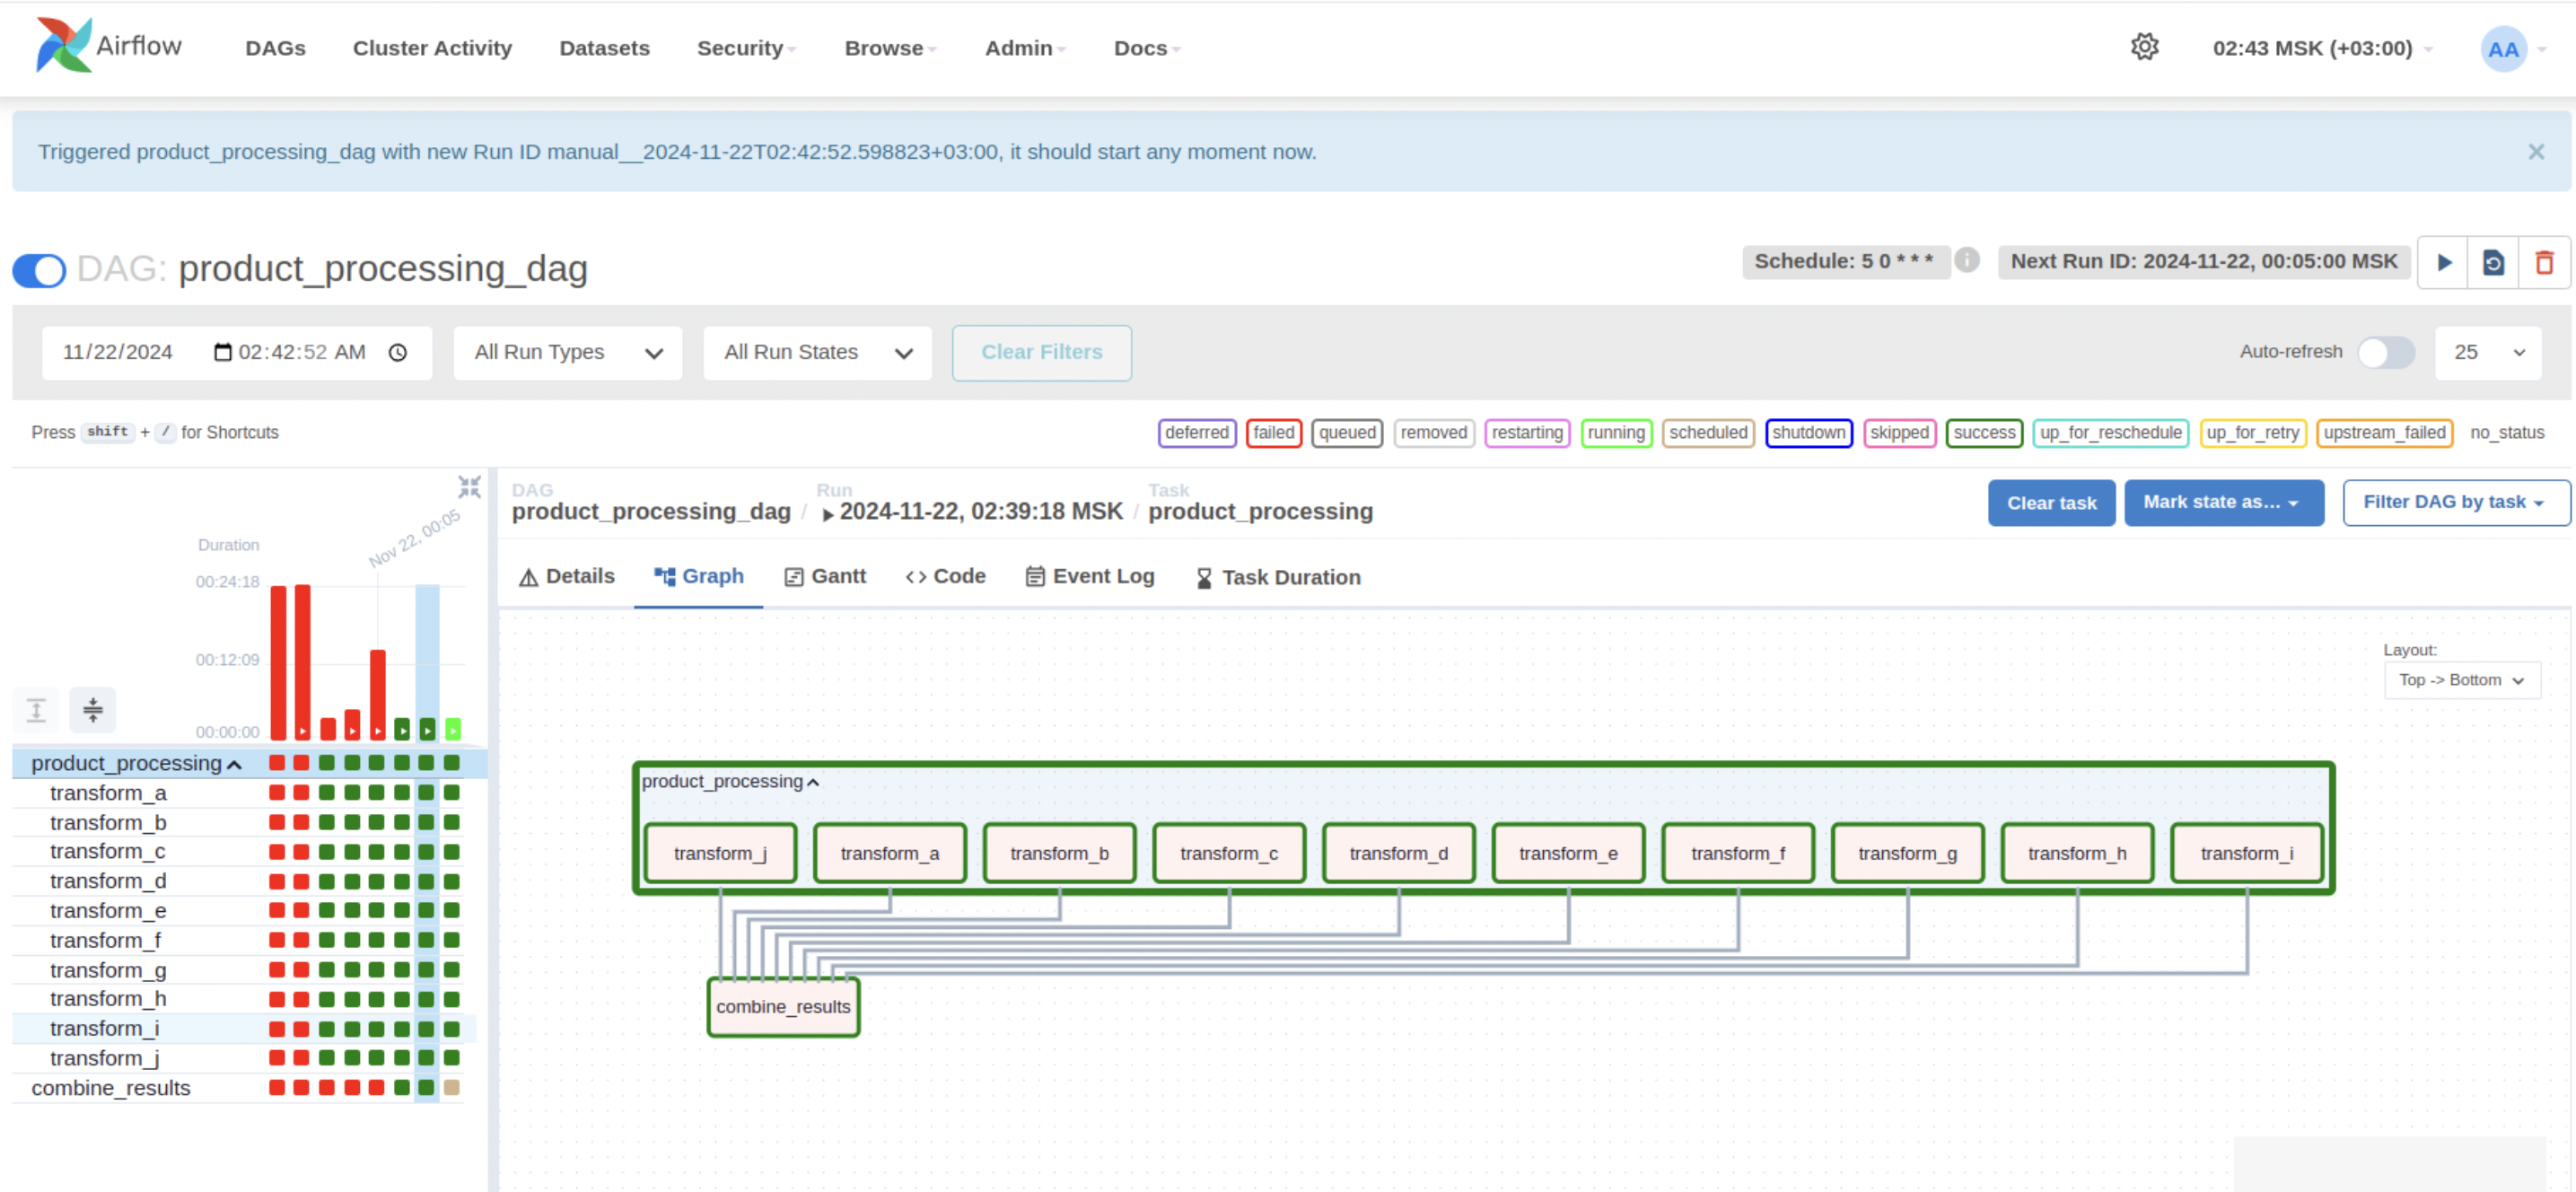 Airflow DAGs Cluster Activity Datasets Security Browse Admin Docs 02:43 MSK (+03:00) AA
Triggered product_processing_dag with new Run ID manual__2024-11-22T02:42:52.598823+03:00, it should start any moment now. ×
DAG: product_processing_dag Schedule: 5 0 * * * i Next Run ID: 2024-11-22, 00:05:00 MSK
11/22/2024 02:42:52 AM All Run Types All Run States Clear Filters Auto-refresh 25
Press shift + / for Shortcuts deferred failed queued removed restarting running scheduled shutdown skipped success up_for_reschedule up_for_retry upstream_failed no_status
DAG Run Task
product_processing_dag / 2024-11-22, 02:39:18 MSK / product_processing Clear task Mark state as... Filter DAG by task
Nov 22, 00:05
Duration
00:24:18
00:12:09
00:00:00
product_processing
transform_a
transform_b
transform_c
transform_d
transform_e
transform_f
transform_g
transform_h
transform_i
transform_j
combine_results
Details Graph Gantt <> Code Event Log Task Duration
Layout:
Top -> Bottom
product_processing
transform_j transform_a transform_b transform_c transform_d transform_e transform_f transform_g transform_h transform_i
combine_results